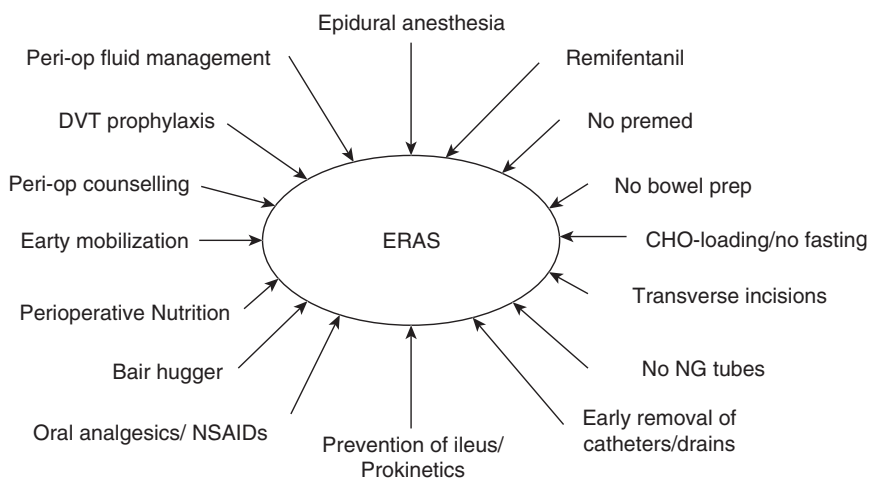 Epidural anesthesia
Peri-op fluid management
Remifentanil
DVT prophylaxis
No premed
Peri-op counselling
No bowel prep
Earty mobilization
ERAS
CHO-loading/no fasting
Perioperative Nutrition
Transverse incisions
Bair hugger
No NG tubes
Oral analgesics/ NSAIDs
Prevention of ileus/
Prokinetics
Early removal of
catheters/drains